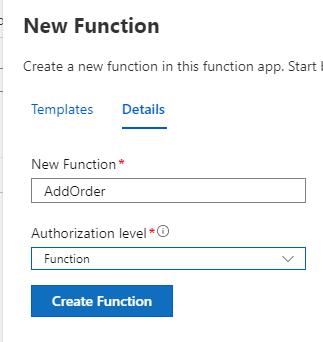 New Function
Create a new function in this function app. Start
Templates Details
New Function *
AddOrder
Authorization level *
Function
Create Function